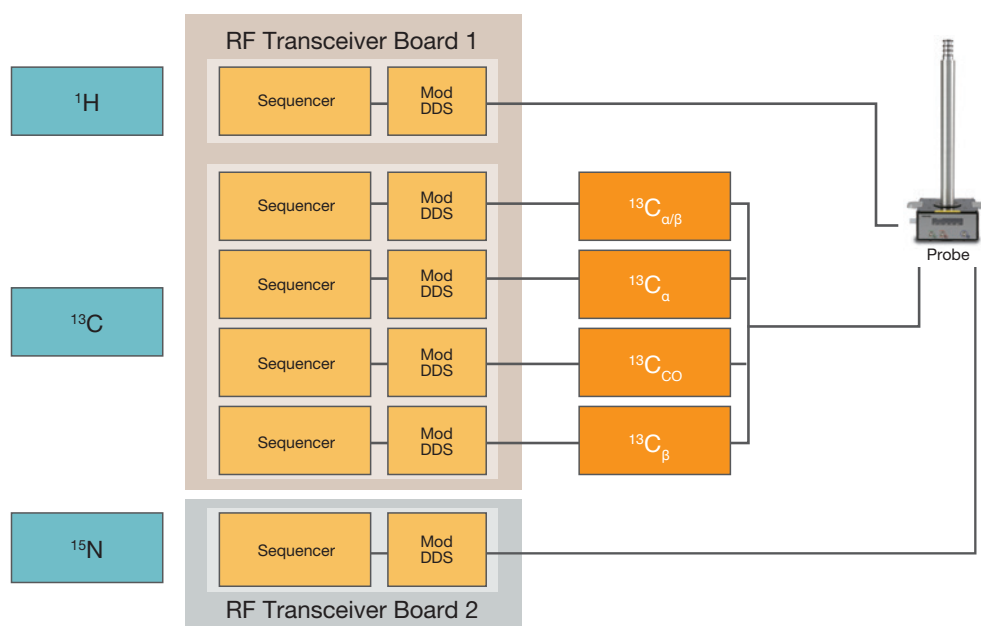 RF Transceiver Board 1
¹H
Sequencer
Mod
DDS
¹³C
Sequencer
Mod
DDS
¹³Cα/β
Sequencer
Mod
DDS
¹³Cα
Sequencer
Mod
DDS
¹³CCO
Sequencer
Mod
DDS
¹³Cβ
Probe
¹⁵N
Sequencer
Mod
DDS
RF Transceiver Board 2